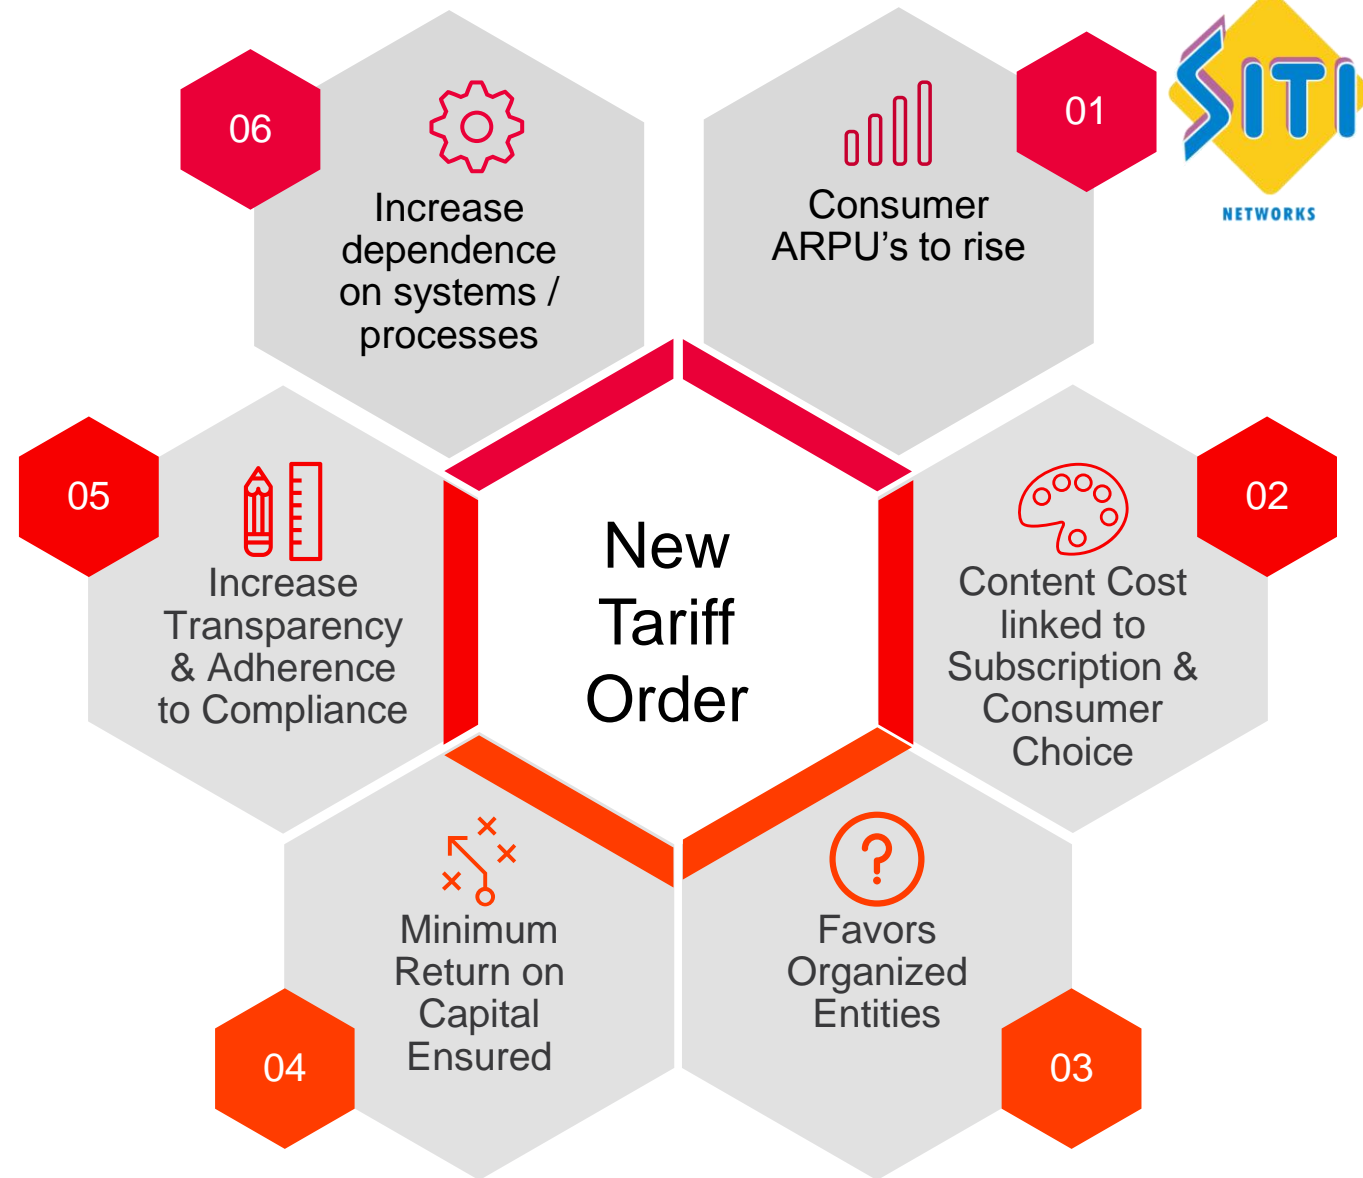 SITI
NETWORKS
01
Consumer
ARPU's to rise
02
Content Cost
linked to
Subscription &
Consumer
Choice
03
Favors
Organized
Entities
04
Minimum
Return on
Capital
Ensured
05
Increase
Transparency
& Adherence
to Compliance
06
Increase
dependence
on systems /
processes
New
Tariff
Order